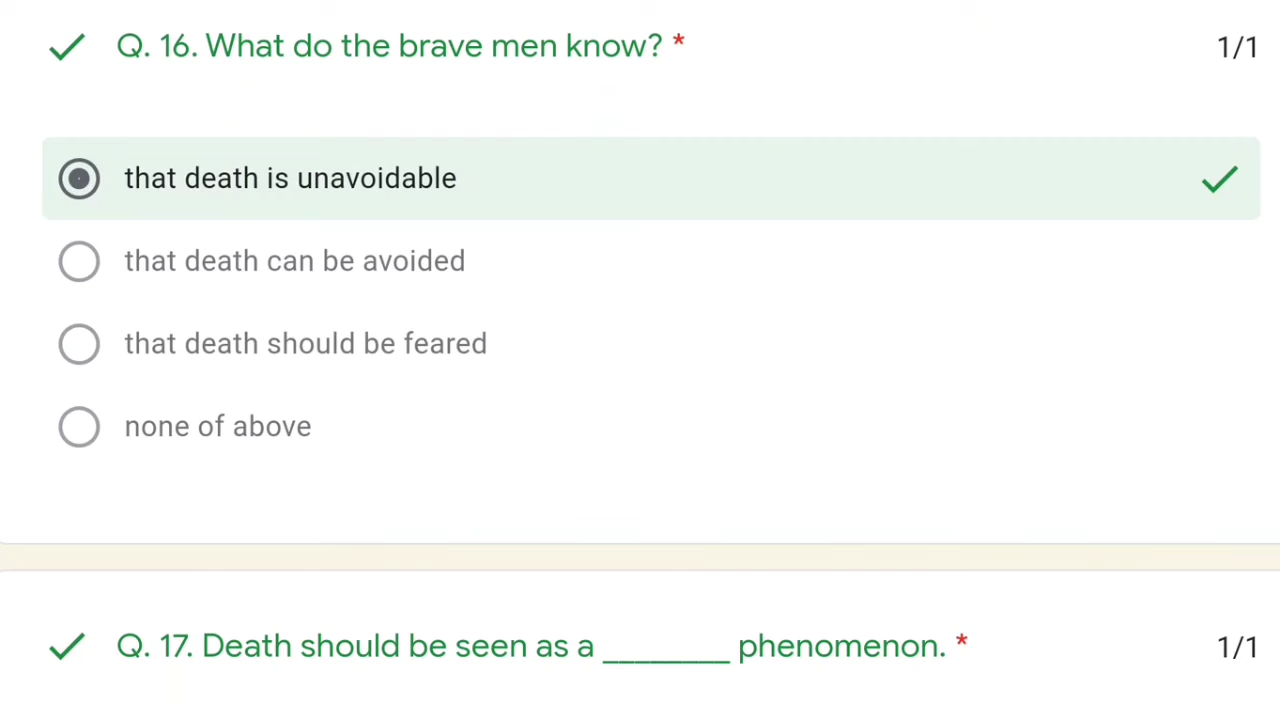 Q. 16. What do the brave men know? *
1/1
that death is unavoidable
that death can be avoided
that death should be feared
none of above
Q. 17. Death should be seen as a ________ phenomenon. *
1/1